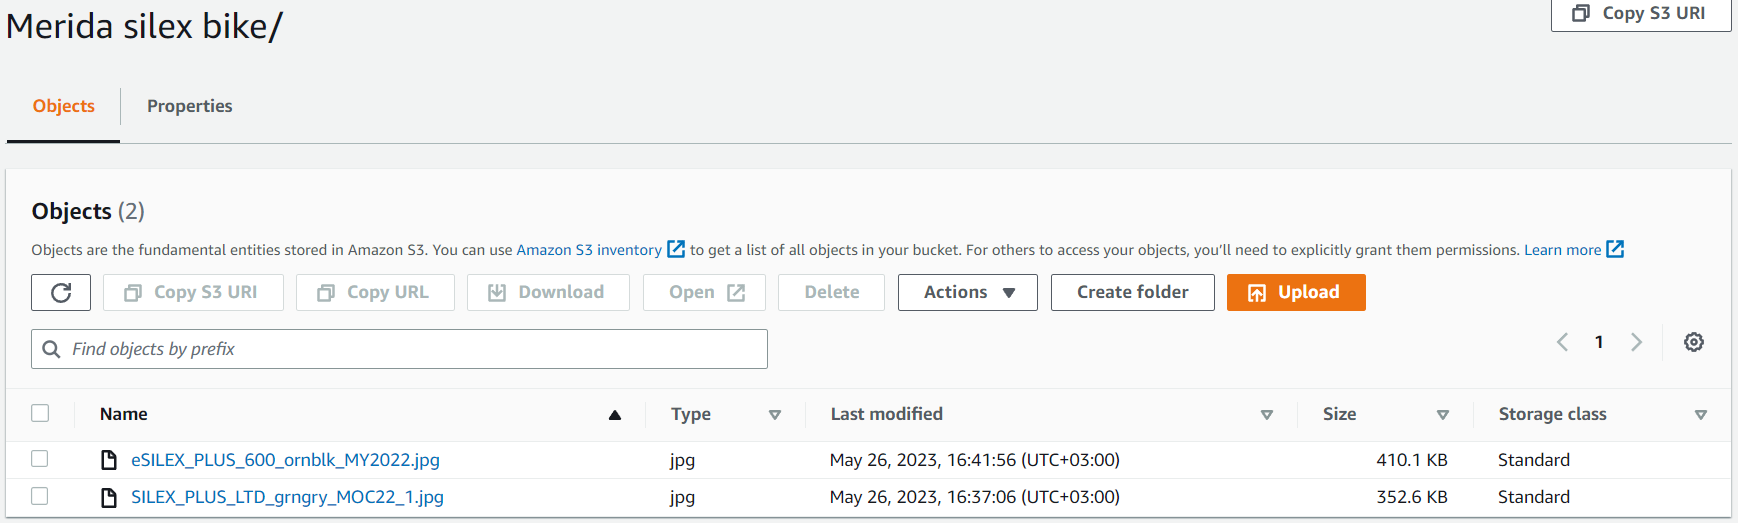 Merida silex bike/
Copy S3 URI
Objects
Properties
Objects (2)
Objects are the fundamental entities stored in Amazon S3. You can use Amazon S3 inventory to get a list of all objects in your bucket. For others to access your objects, you'll need to explicitly grant them permissions. Learn more
Copy S3 URI Copy URL Download Open Delete Actions Create folder Upload
Find objects by prefix
1
Name Type Last modified Size Storage class
eSILEX_PLUS_600_ornblk_MY2022.jpg jpg May 26, 2023, 16:41:56 (UTC+03:00) 410.1 KB Standard
SILEX_PLUS_LTD_grngry_MOC22_1.jpg jpg May 26, 2023, 16:37:06 (UTC+03:00) 352.6 KB Standard